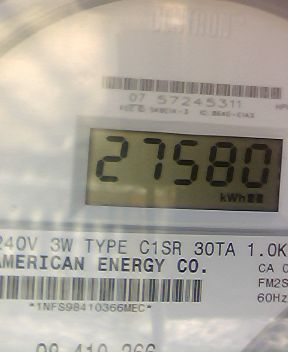 CENTRON
07 57245311
27580
kWh
240V 3W TYPE C1SR 30TA 1.0K
AMERICAN ENERGY CO.
CA 0
FM2S
60Hz
*1NFS98410366MEC*